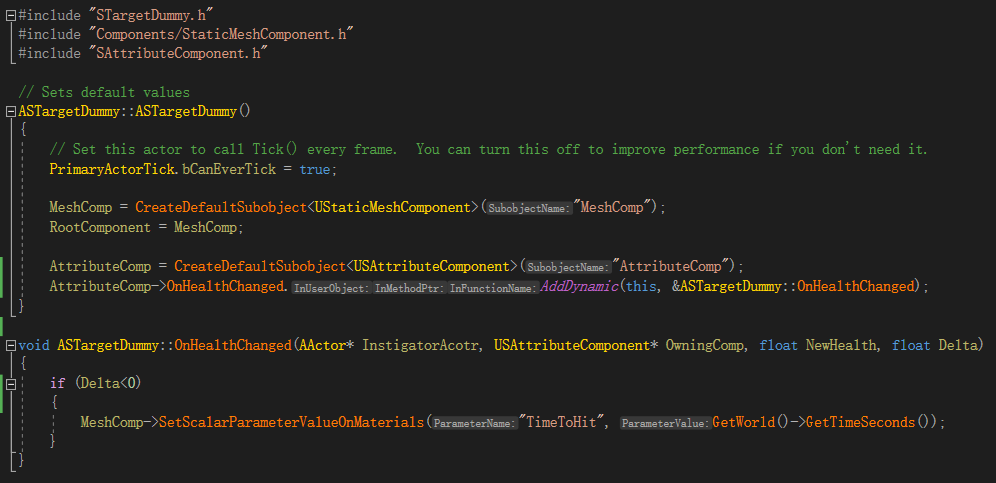 #include "STargetDummy.h"
#include "Components/StaticMeshComponent.h"
#include "SAttributeComponent.h"
// Sets default values
ASTargetDummy::ASTargetDummy()
{
// Set this actor to call Tick() every frame.  You can turn this off to improve performance if you don't need it.
PrimaryActorTick.bCanEverTick = true;
MeshComp = CreateDefaultSubobject<UStaticMeshComponent>(SubobjectName:"MeshComp");
RootComponent = MeshComp;
AttributeComp = CreateDefaultSubobject<USAttributeComponent>(SubobjectName:"AttributeComp");
AttributeComp->OnHealthChanged.InUserObject:InMethodPtr:InFunctionName:AddDynamic(this, &ASTargetDummy::OnHealthChanged);
}
void ASTargetDummy::OnHealthChanged(AActor* InstigatorAcotr, USAttributeComponent* OwningComp, float NewHealth, float Delta)
{
if (Delta<0)
{
MeshComp->SetScalarParameterValueOnMaterials(ParameterName:"TimeToHit", ParameterValue:GetWorld()->GetTimeSeconds());
}
}